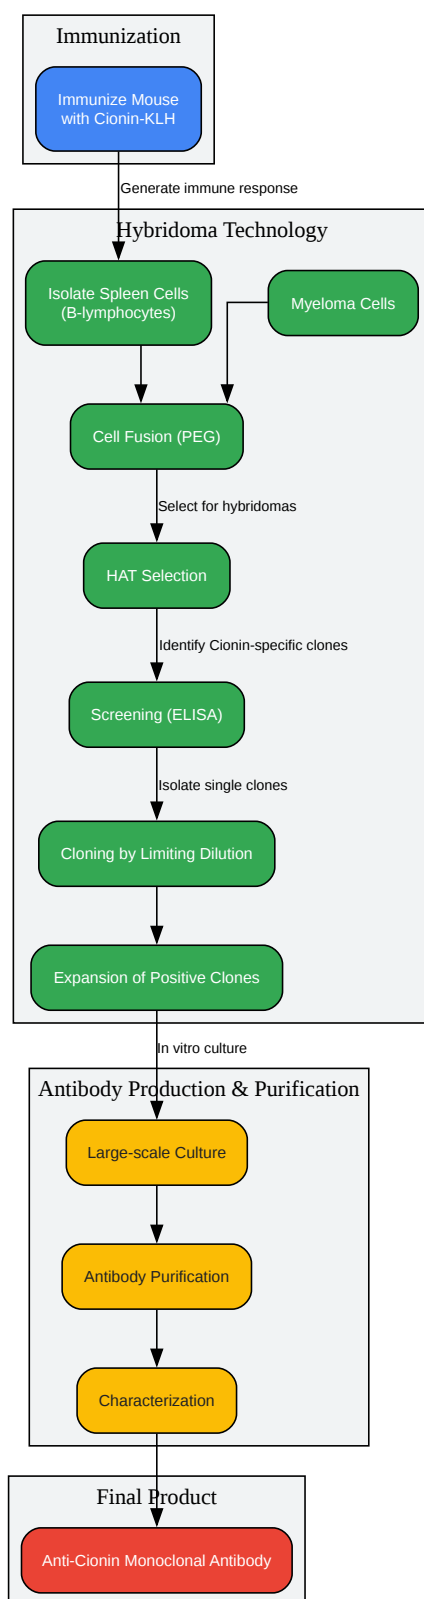 Immunization
Immunize Mouse
with Cionin-KLH
Generate immune response
Hybridoma Technology
Isolate Spleen Cells
(B-lymphocytes)
Myeloma Cells
Cell Fusion (PEG)
Select for hybridomas
HAT Selection
Identify Cionin-specific clones
Screening (ELISA)
Isolate single clones
Cloning by Limiting Dilution
Expansion of Positive Clones
In vitro culture
Antibody Production & Purification
Large-scale Culture
Antibody Purification
Characterization
Final Product
Anti-Cionin Monoclonal Antibody